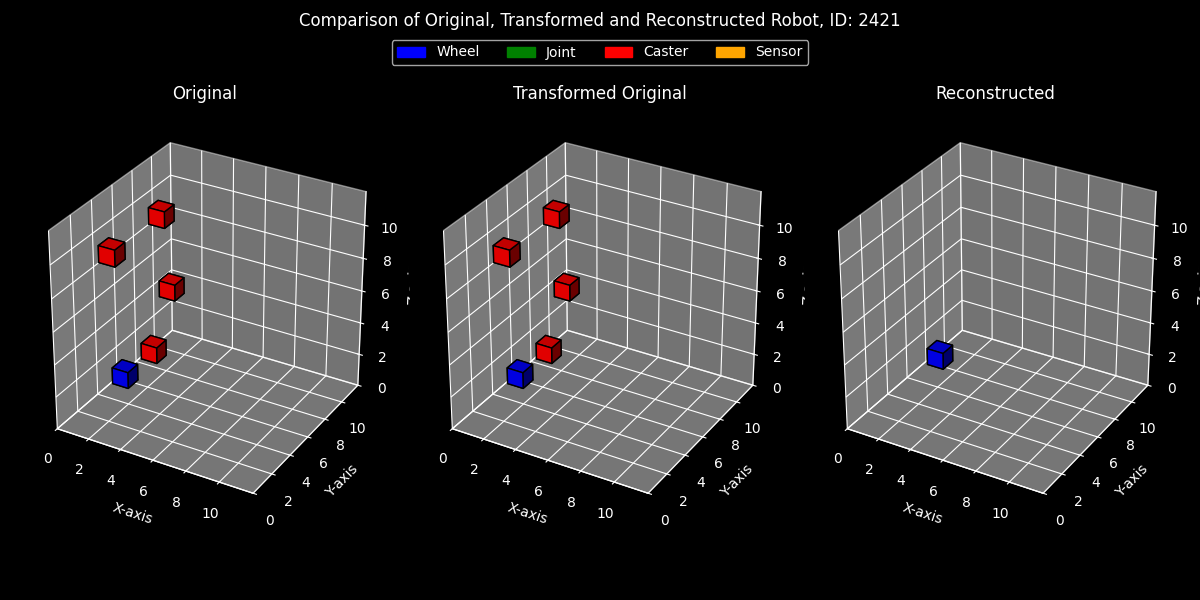 Comparison of Original, Transformed and Reconstructed Robot, ID: 2421
Wheel Joint Caster Sensor
Original Transformed Original Reconstructed
10 10 10
8 8 8
6 6 6
4 4 4
2 2 2
0 0 0
10 10 10
8 8 8
6 6 6
4 4 4
2 2 2
0 0 0
0 2 4 6 8 10 0 2 4 6 8 10 0 2 4 6 8 10
X-axis Y-axis X-axis Y-axis X-axis Y-axis